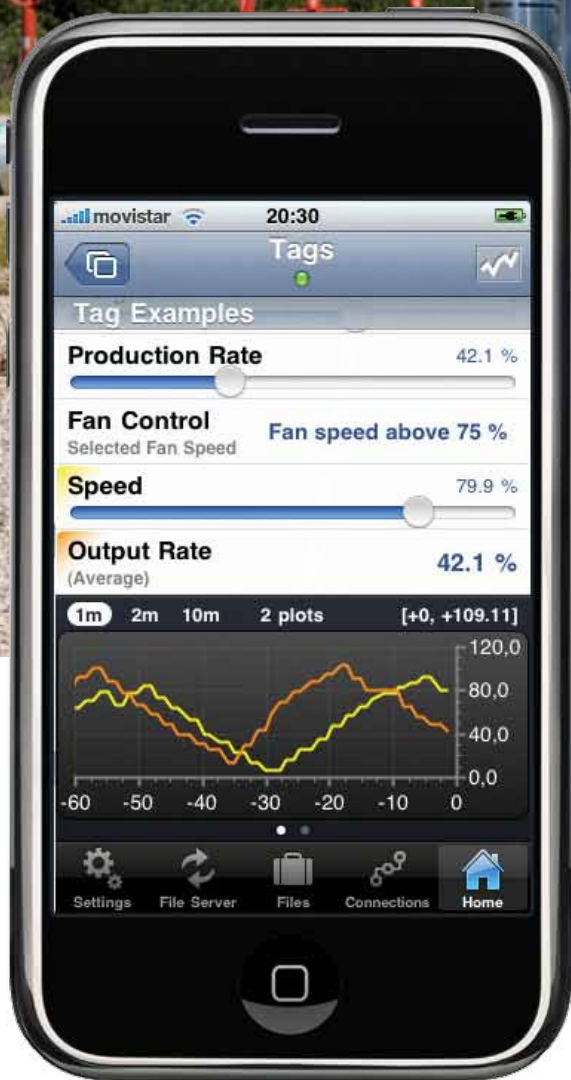 movistar 20:30
Tags
Tag Examples
Production Rate 42.1 %
Fan Control Fan speed above 75 %
Selected Fan Speed
Speed 79.9 %
Output Rate 42.1 %
(Average)
1m 2m 10m 2 plots [+0, +109.11]
120,0
80,0
40,0
0,0
-60 -50 -40 -30 -20 -10 0
Settings File Server Files Connections Home